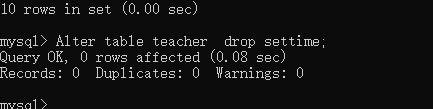 10 rows in set (0.00 sec)
mysql> Alter table teacher  drop settime;
Query OK, 0 rows affected (0.08 sec)
Records: 0  Duplicates: 0  Warnings: 0
mysql>